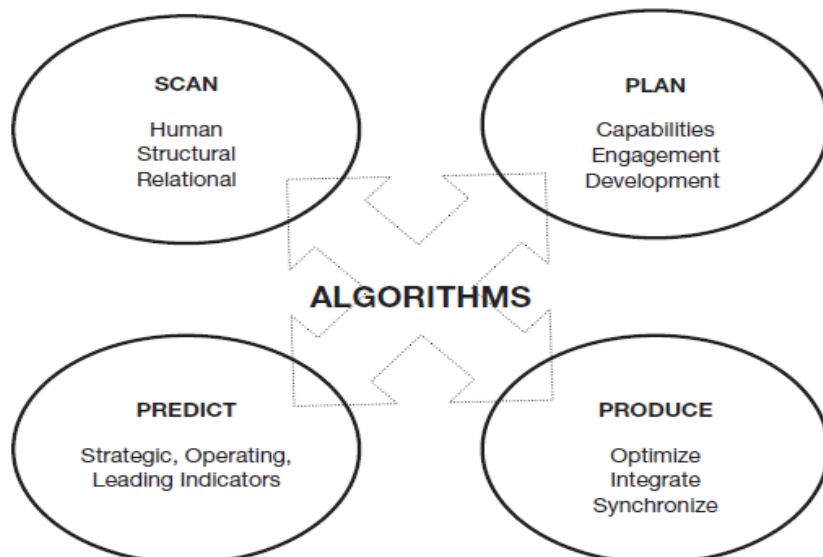 SCAN
Human
Structural
Relational
PLAN
Capabilities
Engagement
Development
ALGORITHMS
PREDICT
Strategic, Operating,
Leading Indicators
PRODUCE
Optimize
Integrate
Synchronize